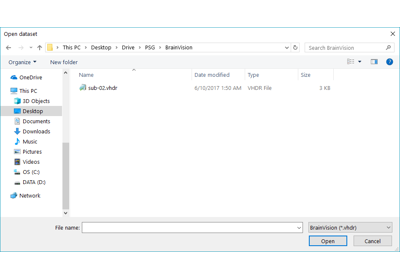 Open dataset
This PC > Desktop > Drive > PSG > BrainVision
Search BrainVision
Organize New folder
Name Date modified Type Size
sub-02.vhdr 6/10/2017 1:50 AM VHDR File 3 KB
OneDrive
This PC
3D Objects
Desktop
Documents
Downloads
Music
Pictures
Videos
OS (C:)
DATA (D:)
Network
File name: BrainVision (*.vhdr)
Open Cancel